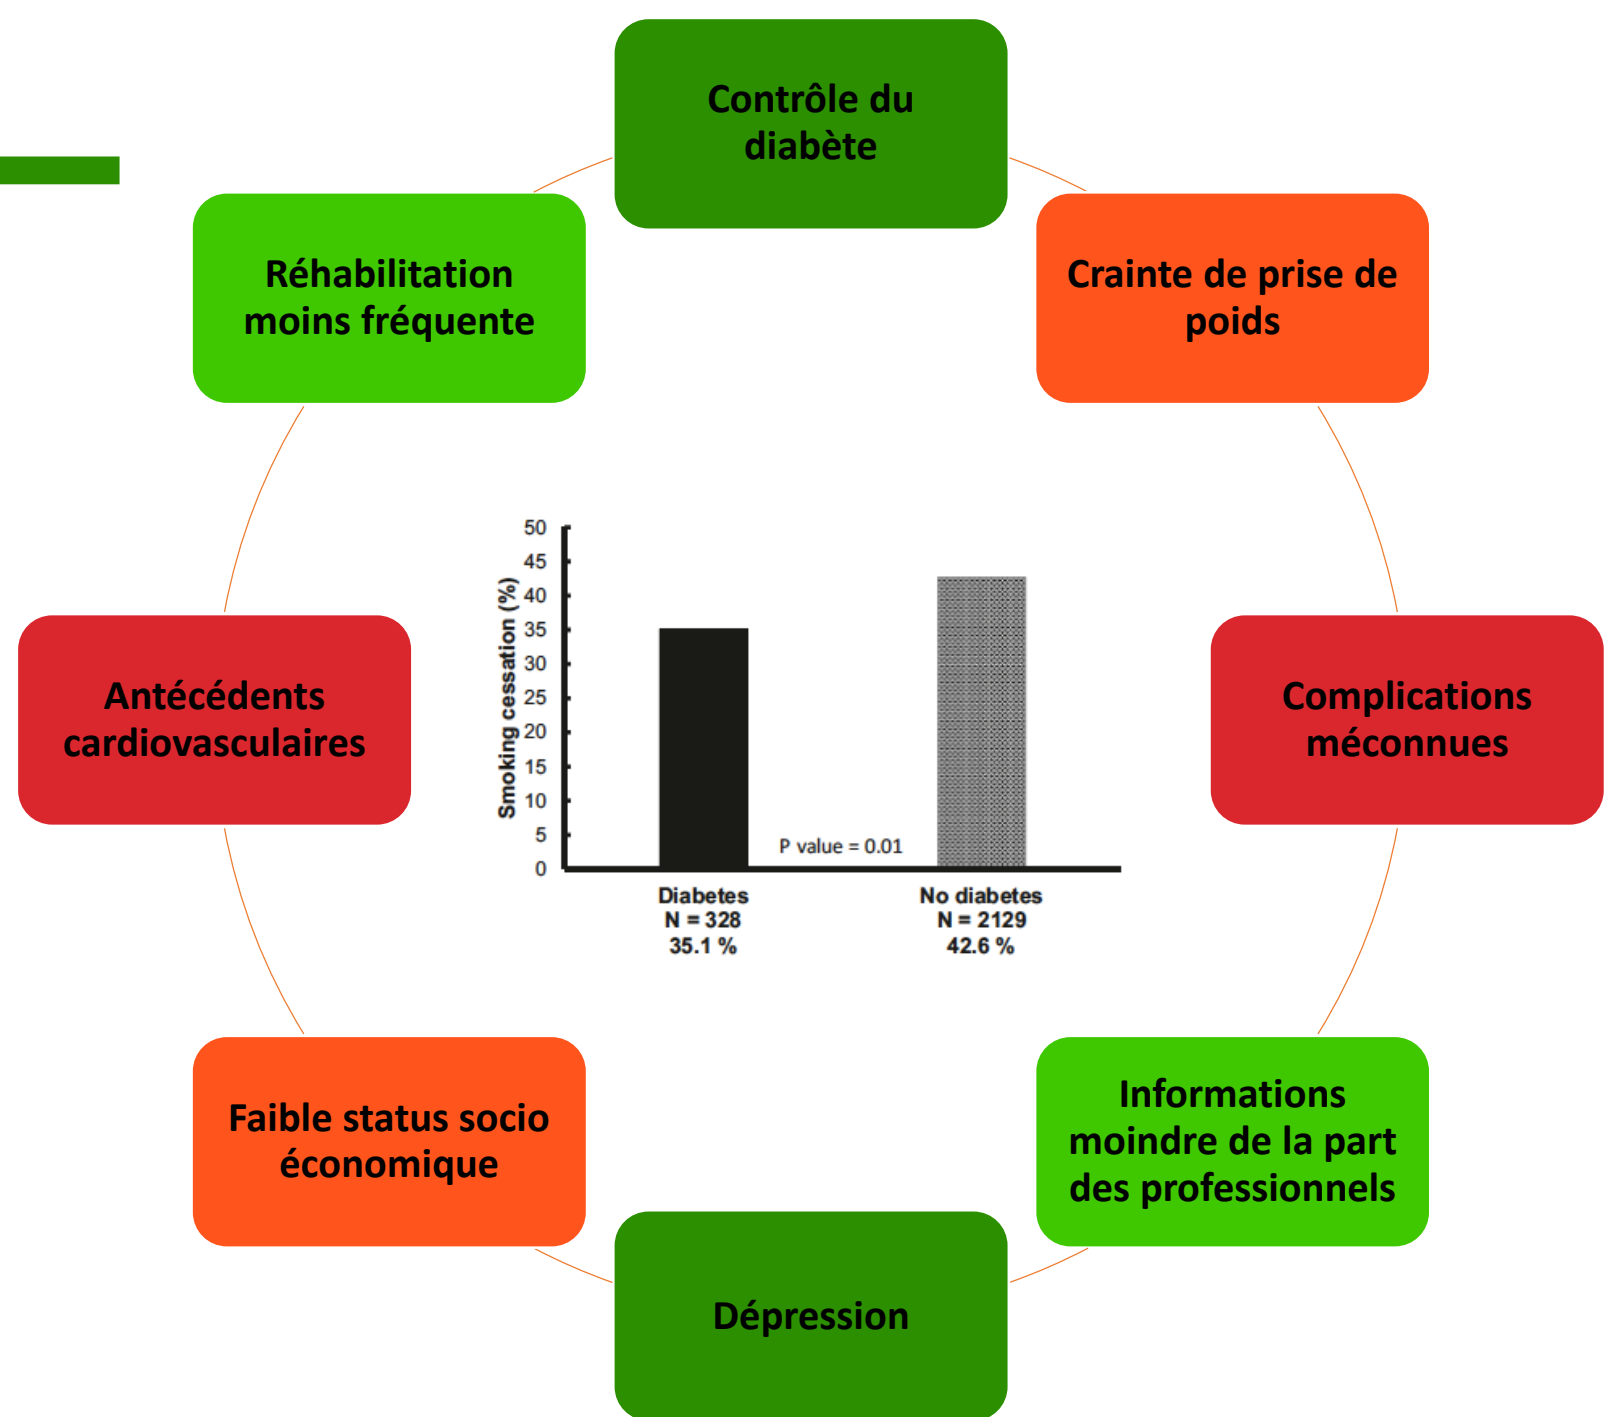 Contrôle du
diabète
Réhabilitation
moins fréquente
Crainte de prise de
poids
Antécédents
cardiovasculaires
Complications
méconnues
Smoking cessation (%)
50
45
40
35
30
25
20
15
10
5
0
P value = 0.01
Diabetes
N = 328
35.1 %
No diabetes
N = 2129
42.6 %
Faible status socio
économique
Informations
moindre de la part
des professionnels
Dépression